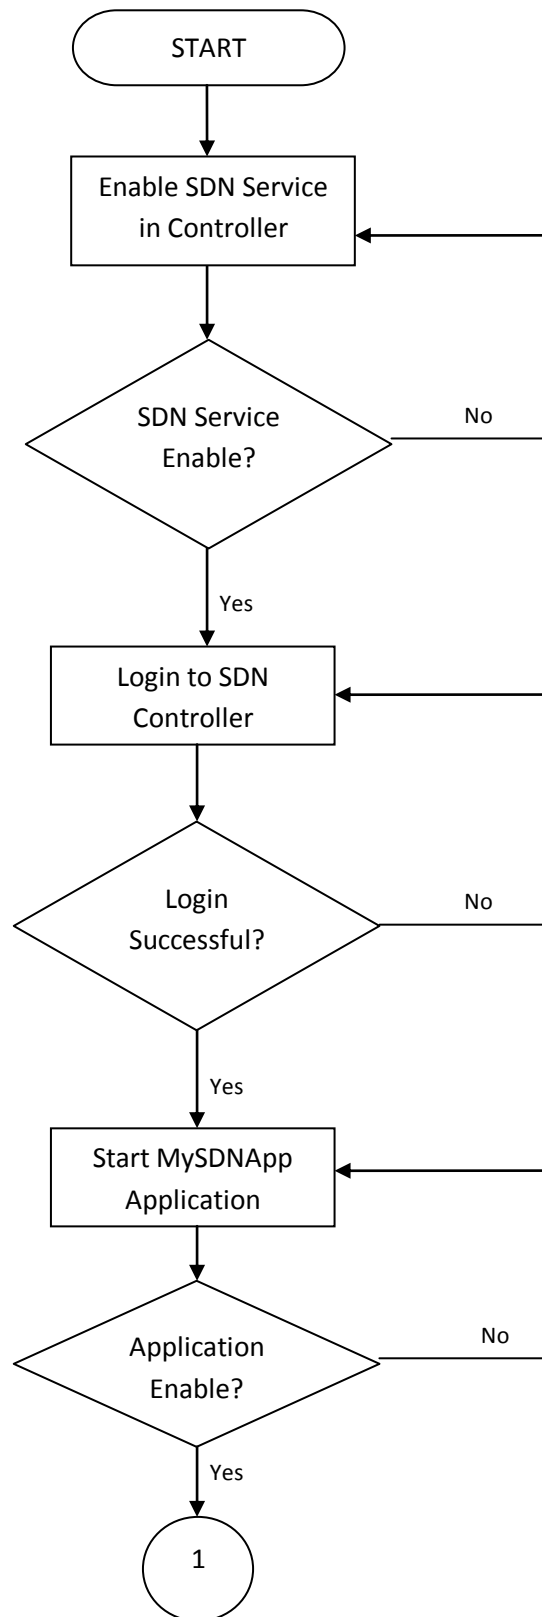 START
Enable SDN Service
in Controller
SDN Service
Enable?
No
Yes
Login to SDN
Controller
Login
Successful?
No
Yes
Start MySDNApp
Application
Application
Enable?
No
Yes
1